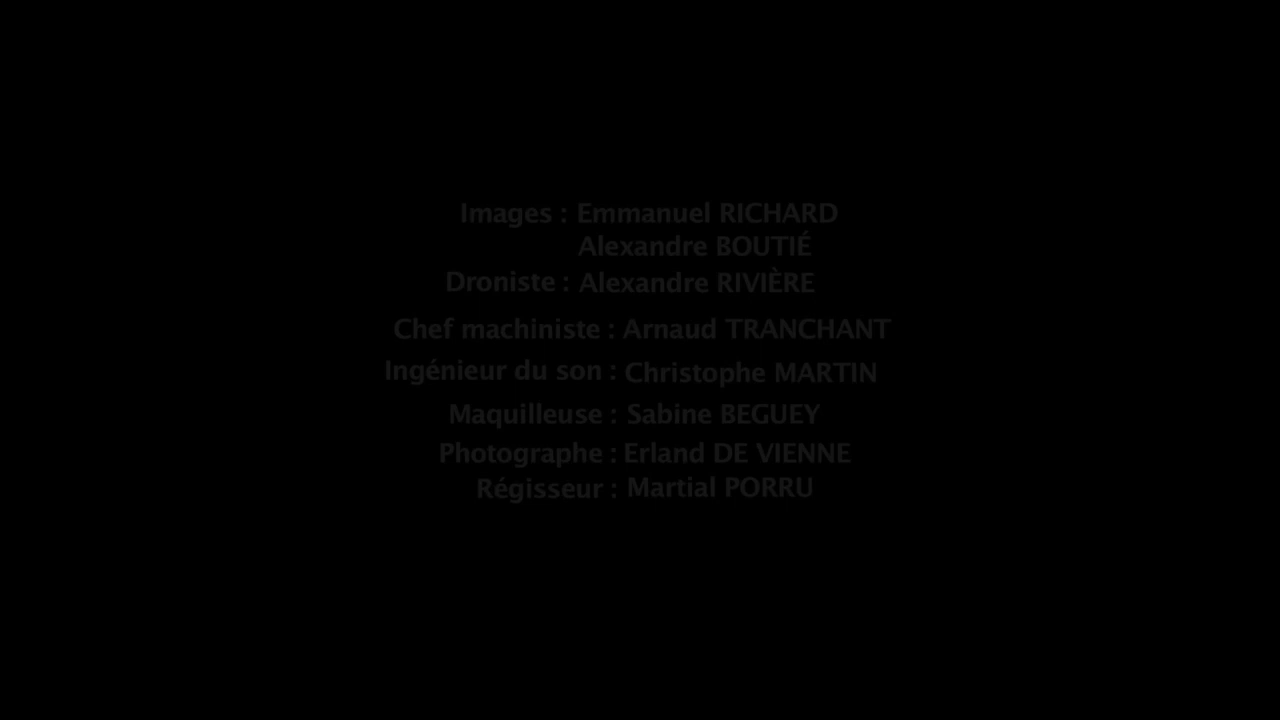 Images : Emmanuel RICHARD
Alexandre BOUTIÉ
Droniste : Alexandre RIVIÈRE
Chef machiniste : Arnaud TRANCHANT
Ingénieur du son : Christophe MARTIN
Maquilleuse : Sabine BEGUEY
Photographe : Erland DE VIENNE
Régisseur : Martial PORRU